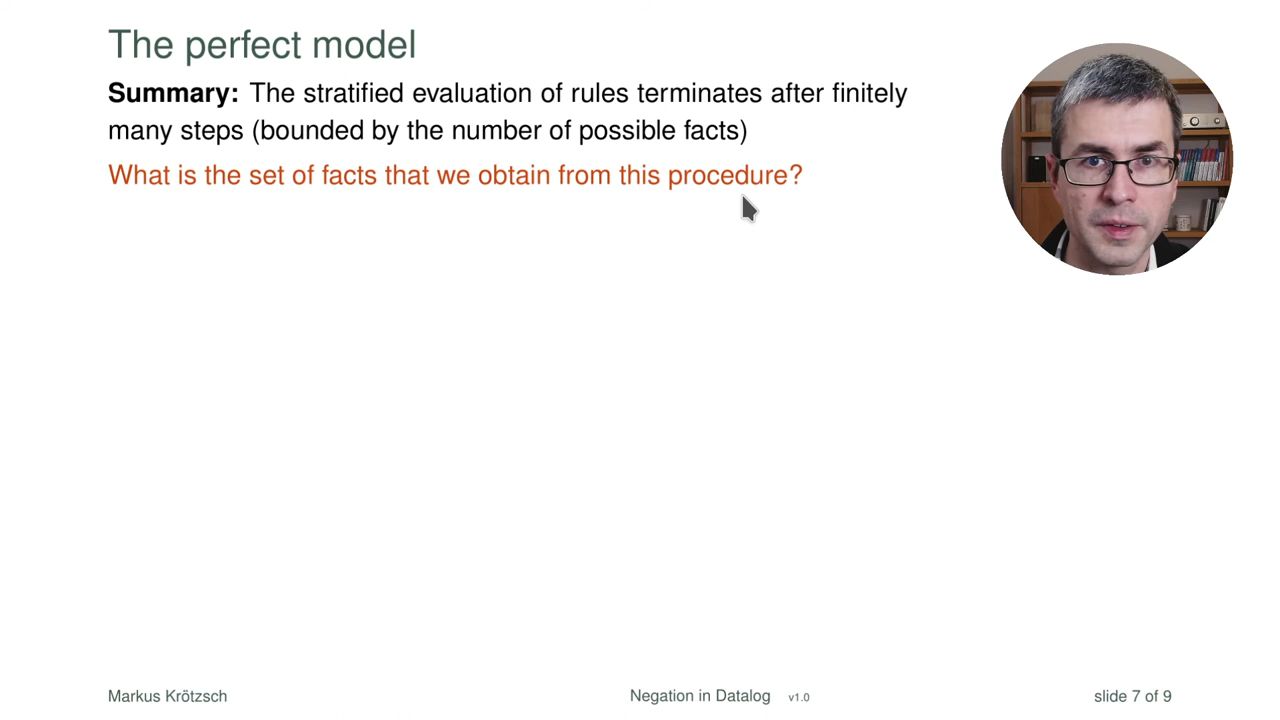 The perfect model
Summary: The stratified evaluation of rules terminates after finitely
many steps (bounded by the number of possible facts)
What is the set of facts that we obtain from this procedure?
Markus Krötzsch
Negation in Datalog v1.0
slide 7 of 9